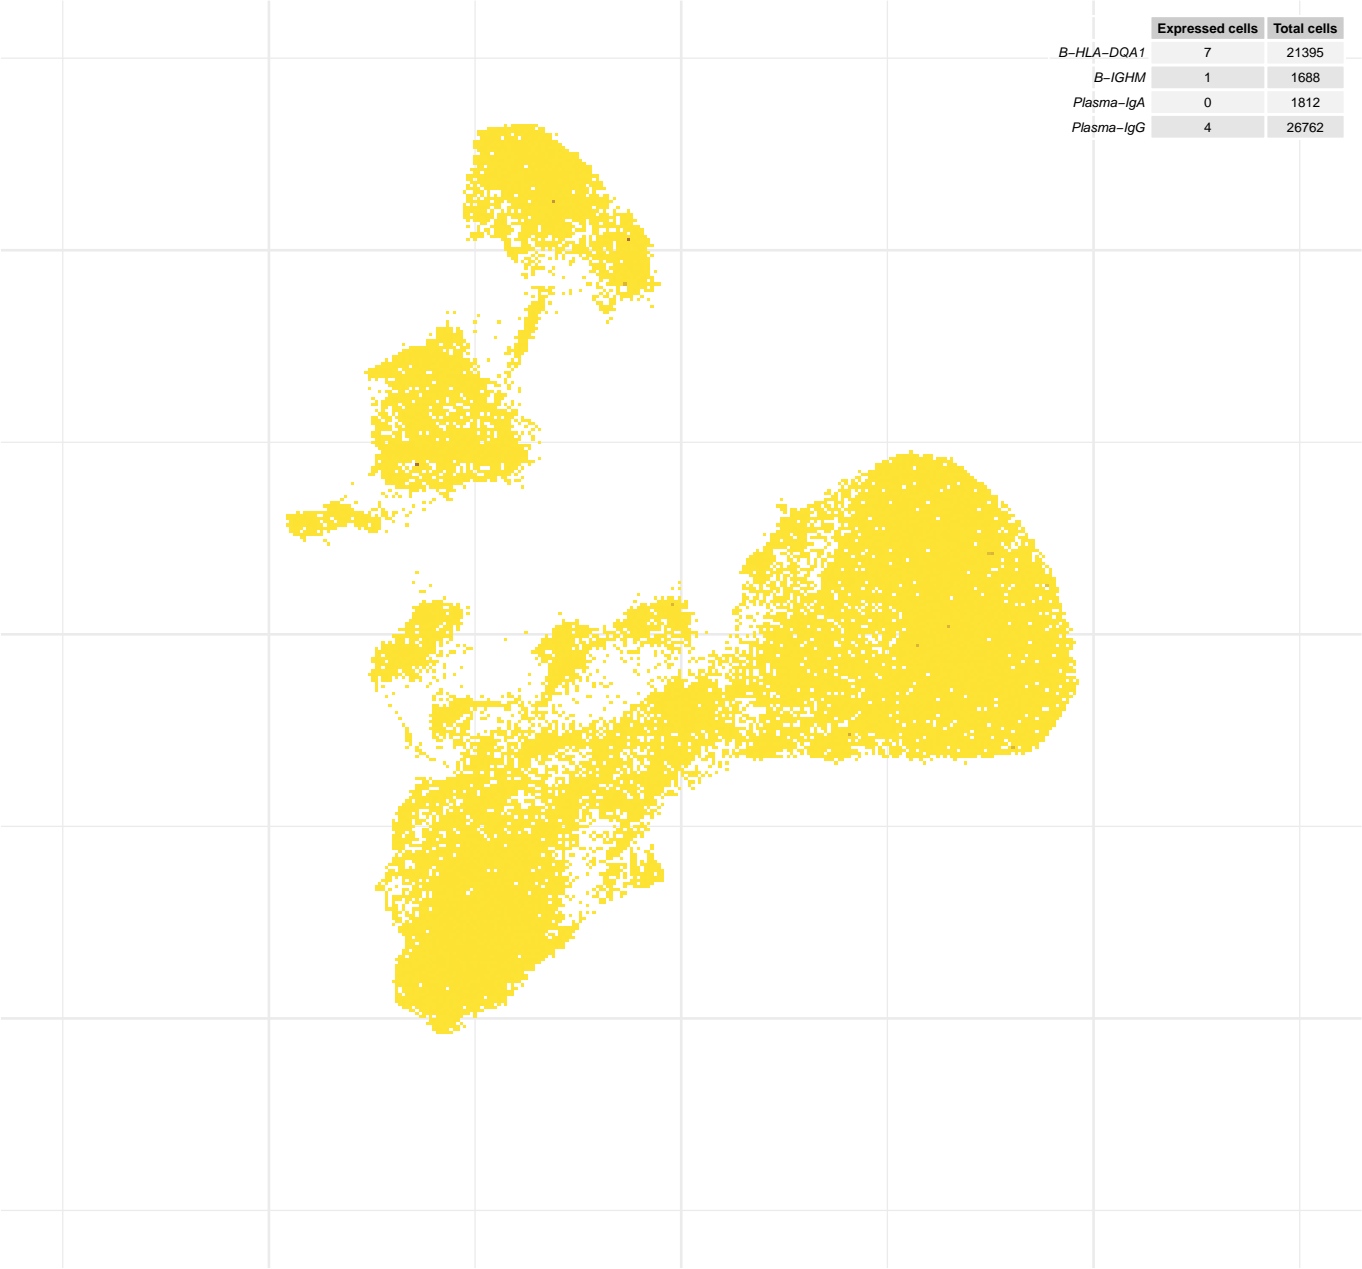 Expressed cells Total cells
B−HLA−DQA1 7 21395
B−IGHM 1 1688
Plasma−IgA 0 1812
Plasma−IgG 4 26762